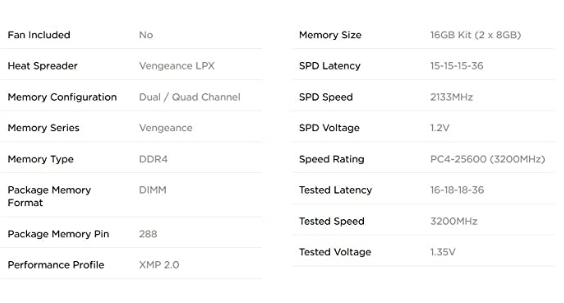 Fan Included No
Heat Spreader Vengeance LPX
Memory Configuration Dual / Quad Channel
Memory Series Vengeance
Memory Type DDR4
Package Memory Format DIMM
Package Memory Pin 288
Performance Profile XMP 2.0
Memory Size 16GB Kit (2 x 8GB)
SPD Latency 15-15-15-36
SPD Speed 2133MHz
SPD Voltage 1.2V
Speed Rating PC4-25600 (3200MHz)
Tested Latency 16-18-18-36
Tested Speed 3200MHz
Tested Voltage 1.35V